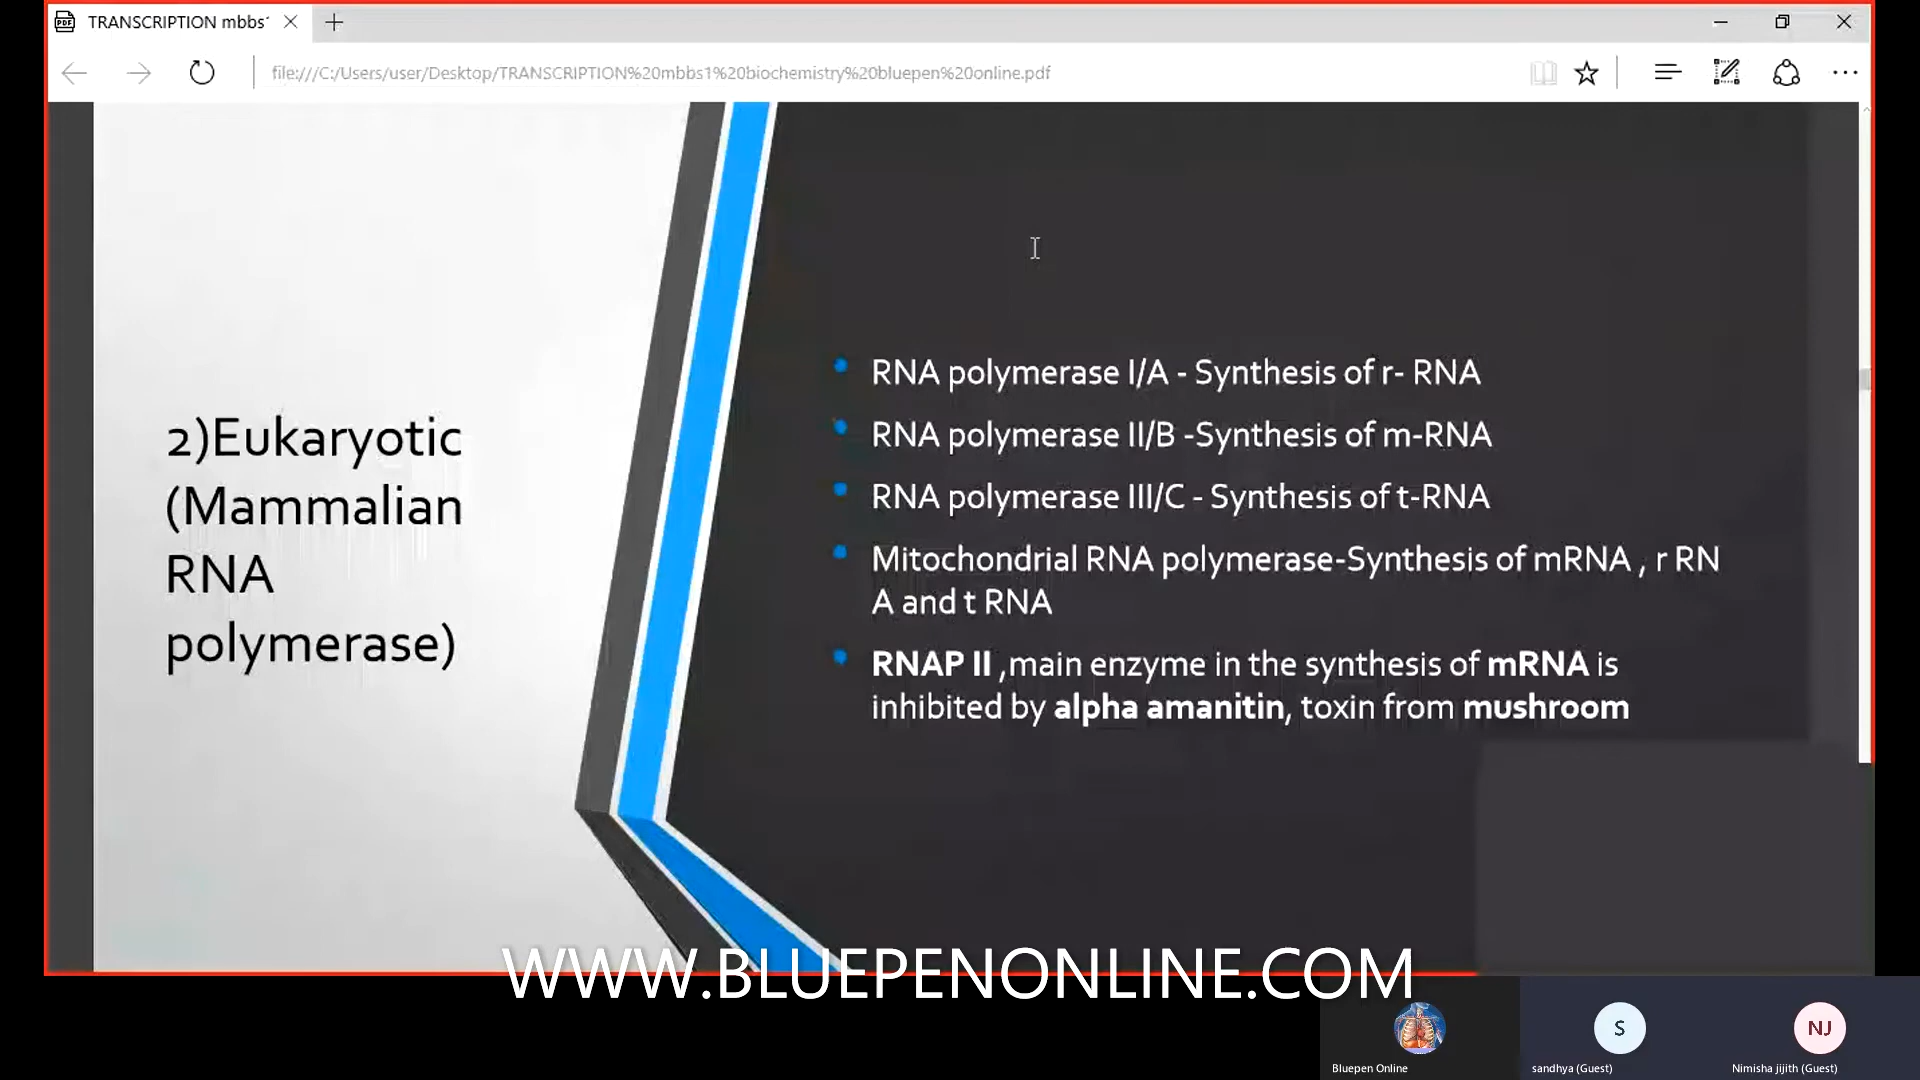 TRANSCRIPTION mbbs1
file:///C:/Users/user/Desktop/TRANSCRIPTION%20mbbs1%20biochemistry%20bluepen%20online.pdf
2)Eukaryotic
(Mammalian
RNA
polymerase)
RNA polymerase I/A - Synthesis of r- RNA
RNA polymerase II/B -Synthesis of m-RNA
RNA polymerase III/C - Synthesis of t-RNA
Mitochondrial RNA polymerase-Synthesis of mRNA , r RN
A and t RNA
RNAP II ,main enzyme in the synthesis of mRNA is
inhibited by alpha amanitin, toxin from mushroom
WWW.BLUEPENONLINE.COM
S
NJ
Bluepen Online
sandhya (Guest)
Nimisha jijith (Guest)